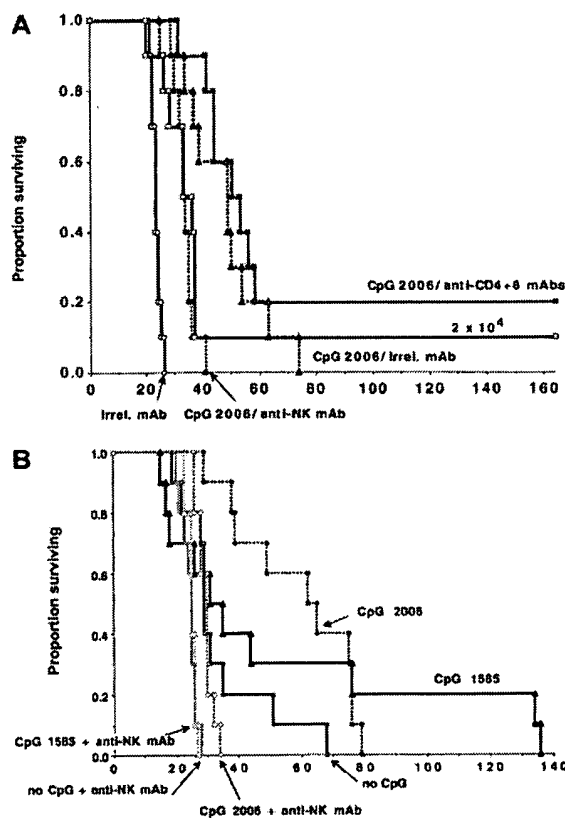 A
1.0
0.8
0.6
0.4
0.2
0.0
Proportion surviving
CpG 2006/ anti-CD4+8 mAbs
2 x 10^4
CpG 2006/ Irrel. mAb
0 20 40 60 80 100 120 140 160
Irrel. mAb CpG 2006/ anti-NK mAb
B
1.0
0.8
0.6
0.4
0.2
0.0
Proportion surviving
CpG 2006
CpG 1585
CpG 1585 + anti-NK mAb
20 40 60 80 100 120 140
no CpG + anti-NK mAb
no CpG
CpG 2006 + anti-NK mAb